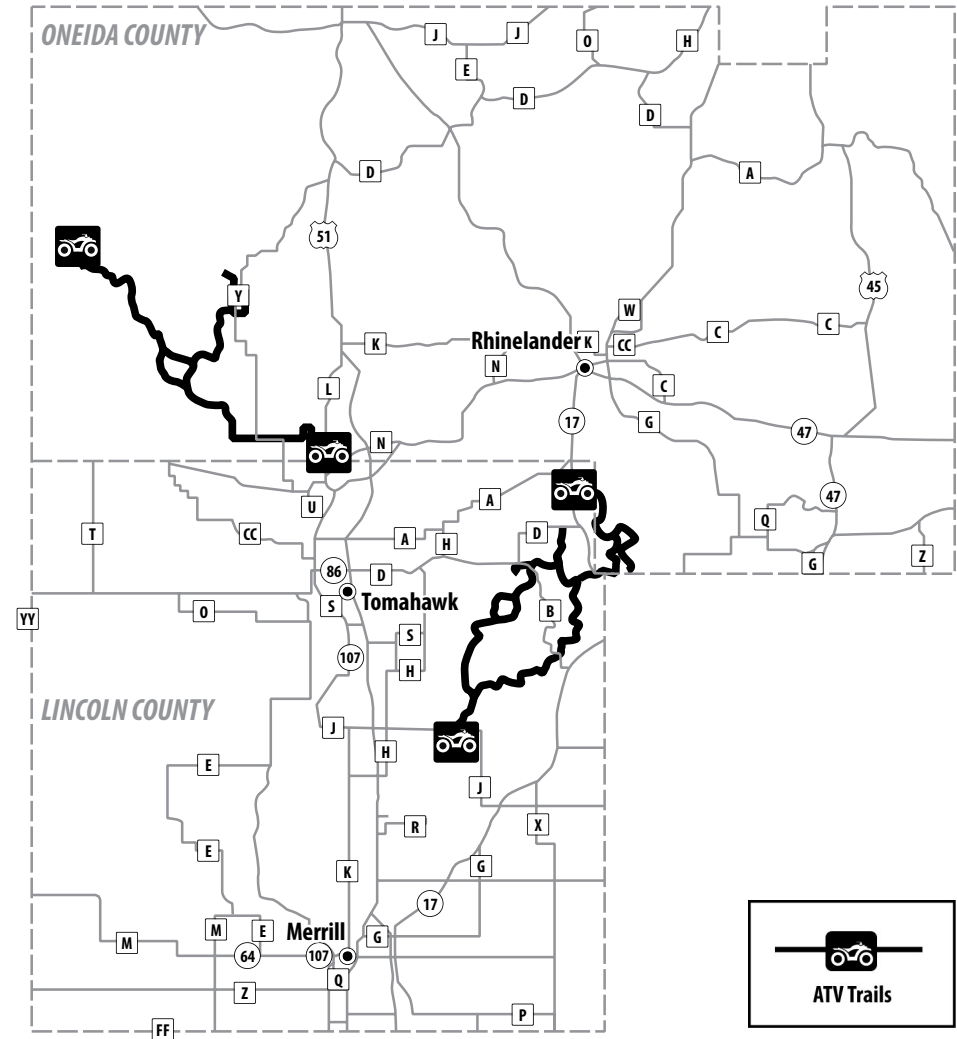 ONEIDA COUNTY
J
J
O
H
E
D
D
D
A
51
45
Y
W
C
C
K
Rhinelander
K
CC
N
L
C
17
G
47
N
47
A
U
Q
T
CC
A
H
D
G
Z
86
D
S
Tomahawk
O
B
YY
S
107
H
LINCOLN COUNTY
J
H
E
J
R
X
E
G
K
17
M
E
Merrill
G
M
64
107
Q
Z
P
FF
ATV Trails